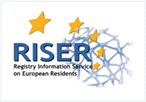 RISER
Registry Information Service
on European Residents